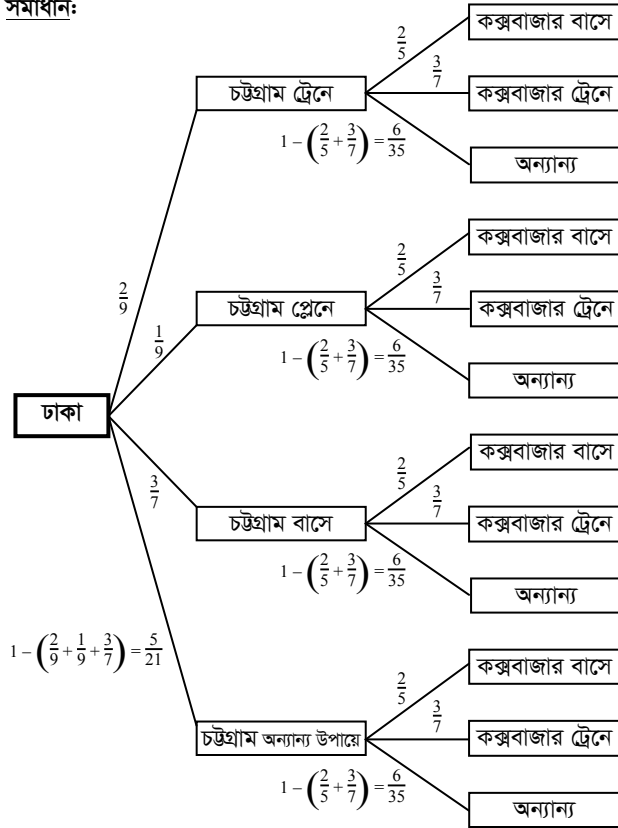 সমাধান:
2/5 কক্সবাজার বাসে
চট্টগ্রাম ট্রেনে 3/7 কক্সবাজার ট্রেনে
1 – (2/5 + 3/7) = 6/35
অন্যান্য
2/5 কক্সবাজার বাসে
2/9
চট্টগ্রাম প্লেনে 3/7 কক্সবাজার ট্রেনে
1/9
1 – (2/5 + 3/7) = 6/35
অন্যান্য
ঢাকা
2/5 কক্সবাজার বাসে
3/7
চট্টগ্রাম বাসে 3/7 কক্সবাজার ট্রেনে
1 – (2/5 + 3/7) = 6/35
অন্যান্য
1 – (2/9 + 1/9 + 3/7) = 5/21
2/5 কক্সবাজার বাসে
চট্টগ্রাম অন্যান্য উপায়ে 3/7 কক্সবাজার ট্রেনে
1 – (2/5 + 3/7) = 6/35
অন্যান্য